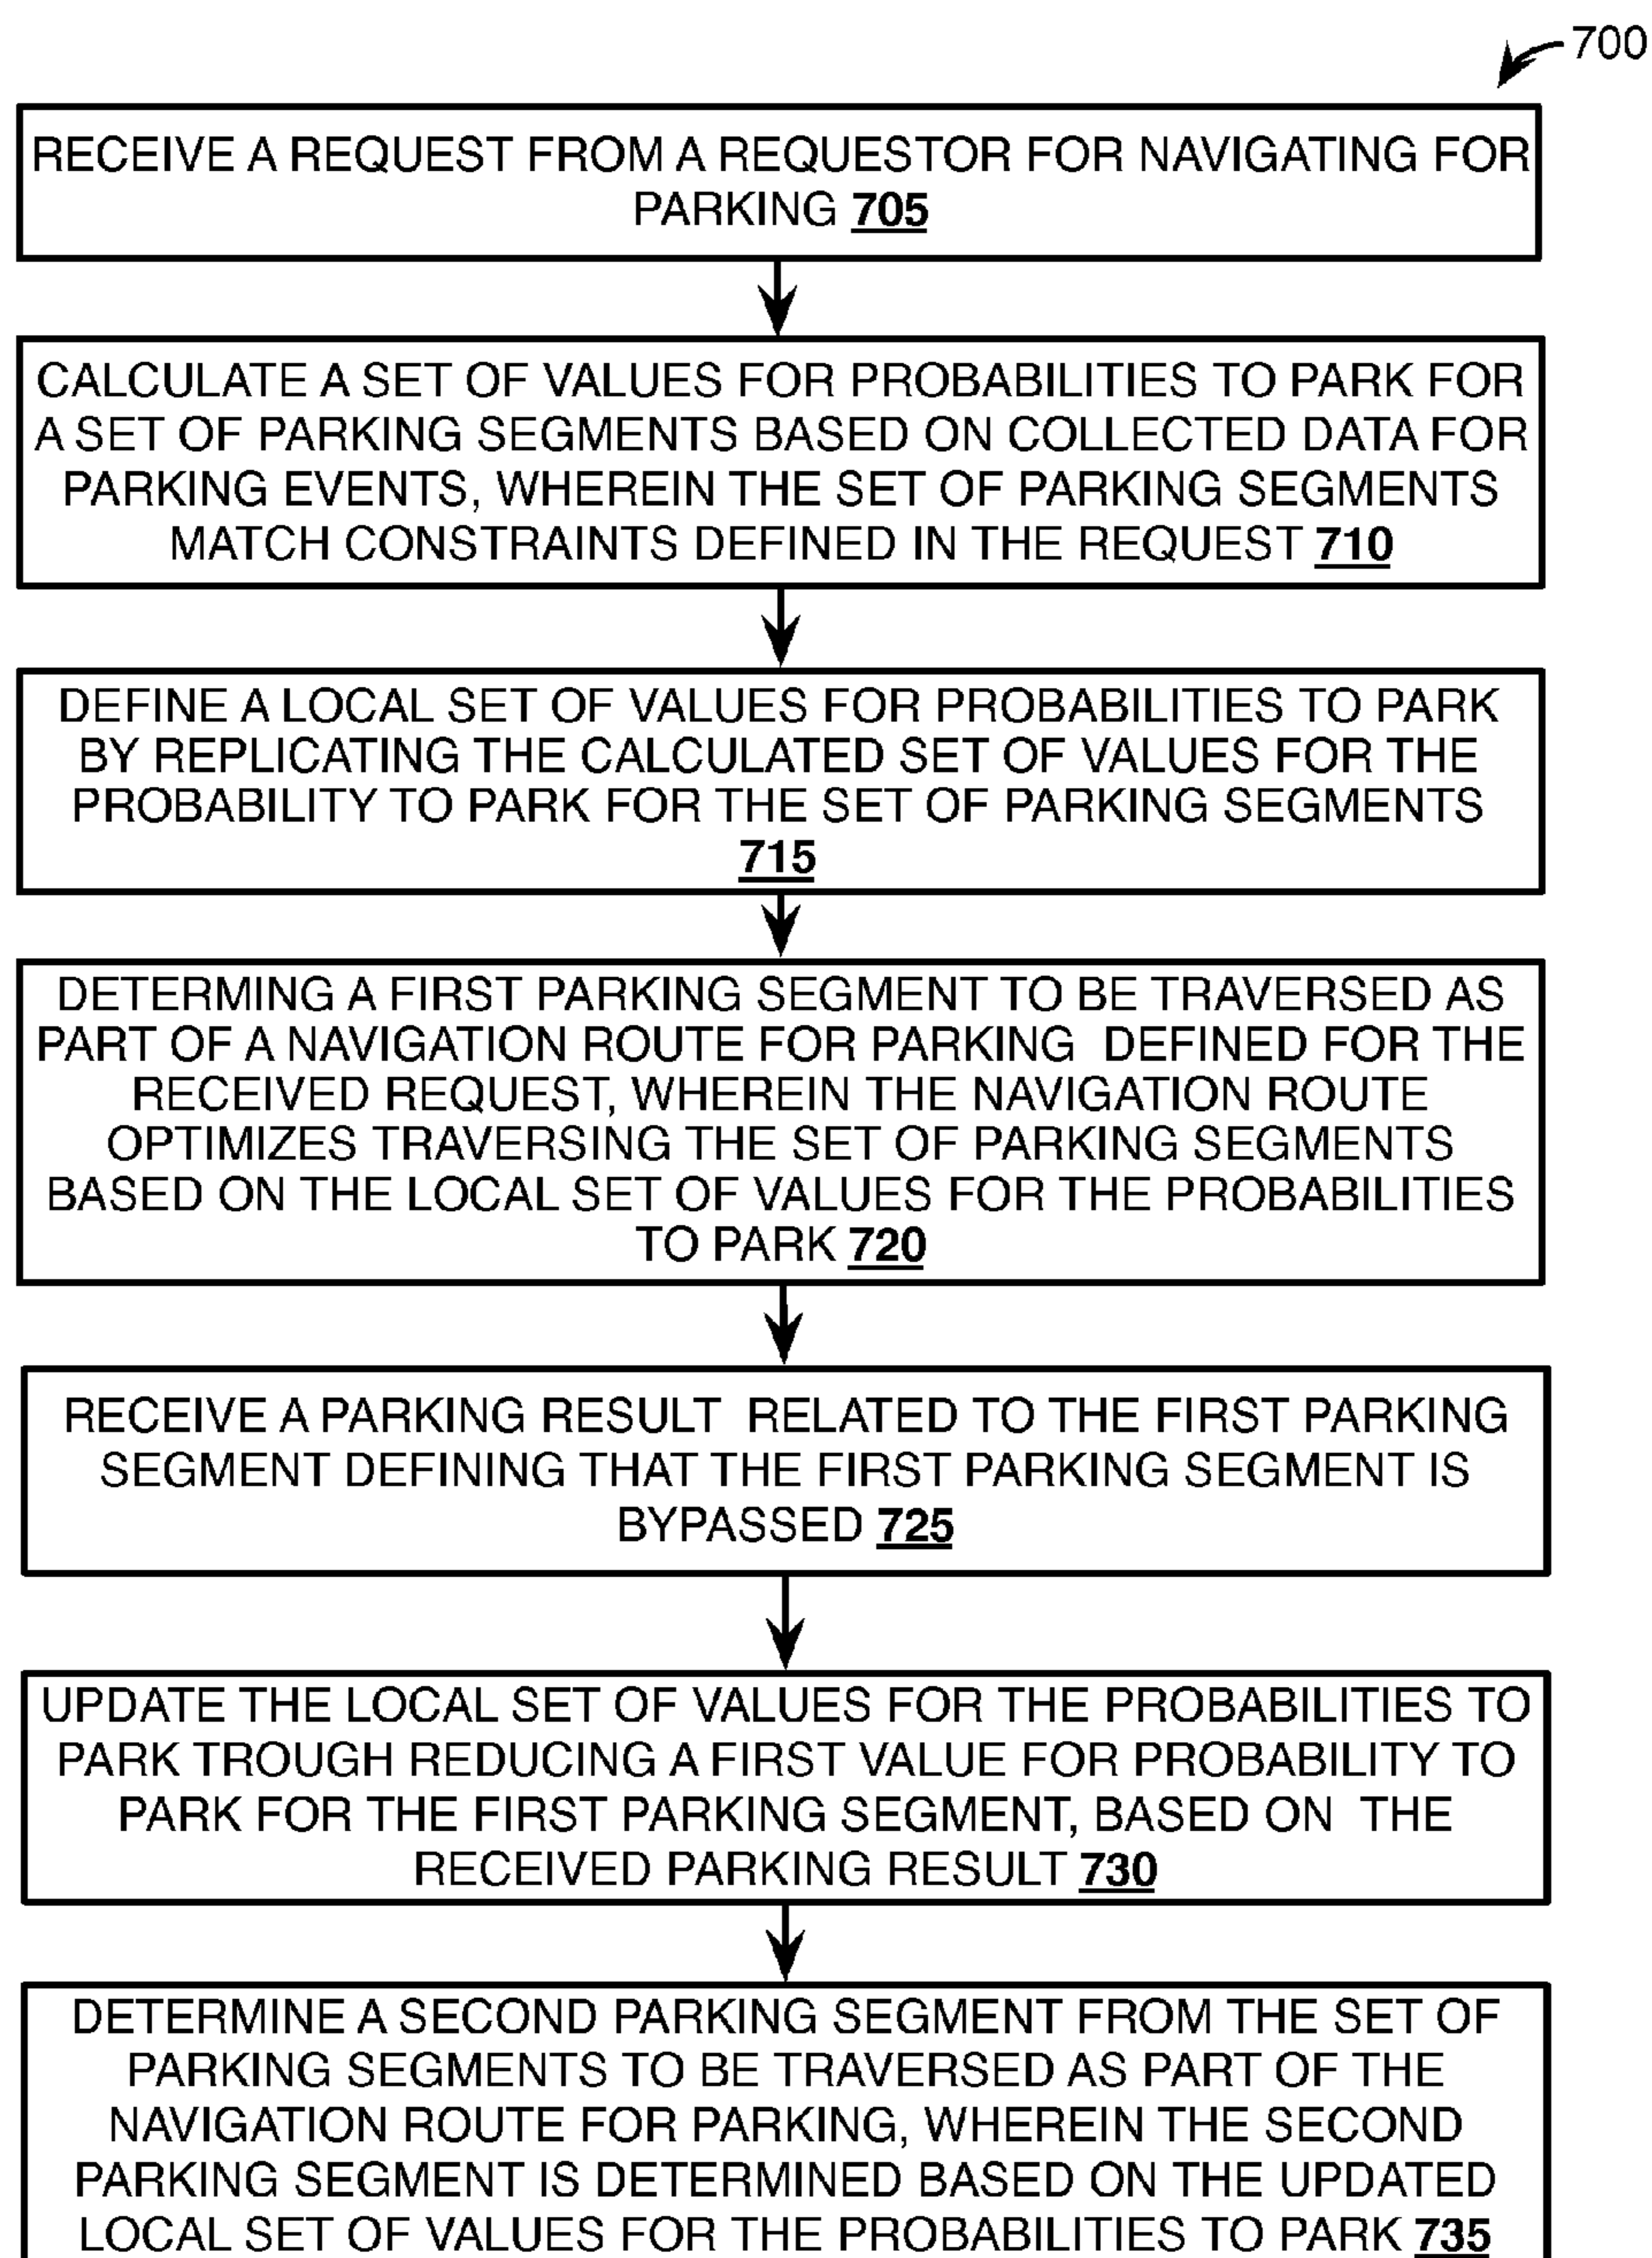 700
RECEIVE A REQUEST FROM A REQUESTOR FOR NAVIGATING FOR
PARKING 705
CALCULATE A SET OF VALUES FOR PROBABILITIES TO PARK FOR
A SET OF PARKING SEGMENTS BASED ON COLLECTED DATA FOR
PARKING EVENTS, WHEREIN THE SET OF PARKING SEGMENTS
MATCH CONSTRAINTS DEFINED IN THE REQUEST 710
DEFINE A LOCAL SET OF VALUES FOR PROBABILITIES TO PARK
BY REPLICATING THE CALCULATED SET OF VALUES FOR THE
PROBABILITY TO PARK FOR THE SET OF PARKING SEGMENTS
715
DETERMING A FIRST PARKING SEGMENT TO BE TRAVERSED AS
PART OF A NAVIGATION ROUTE FOR PARKING DEFINED FOR THE
RECEIVED REQUEST, WHEREIN THE NAVIGATION ROUTE
OPTIMIZES TRAVERSING THE SET OF PARKING SEGMENTS
BASED ON THE LOCAL SET OF VALUES FOR THE PROBABILITIES
TO PARK 720
RECEIVE A PARKING RESULT RELATED TO THE FIRST PARKING
SEGMENT DEFINING THAT THE FIRST PARKING SEGMENT IS
BYPASSED 725
UPDATE THE LOCAL SET OF VALUES FOR THE PROBABILITIES TO
PARK TROUGH REDUCING A FIRST VALUE FOR PROBABILITY TO
PARK FOR THE FIRST PARKING SEGMENT, BASED ON THE
RECEIVED PARKING RESULT 730
DETERMINE A SECOND PARKING SEGMENT FROM THE SET OF
PARKING SEGMENTS TO BE TRAVERSED AS PART OF THE
NAVIGATION ROUTE FOR PARKING, WHEREIN THE SECOND
PARKING SEGMENT IS DETERMINED BASED ON THE UPDATED
LOCAL SET OF VALUES FOR THE PROBABILITIES TO PARK 735